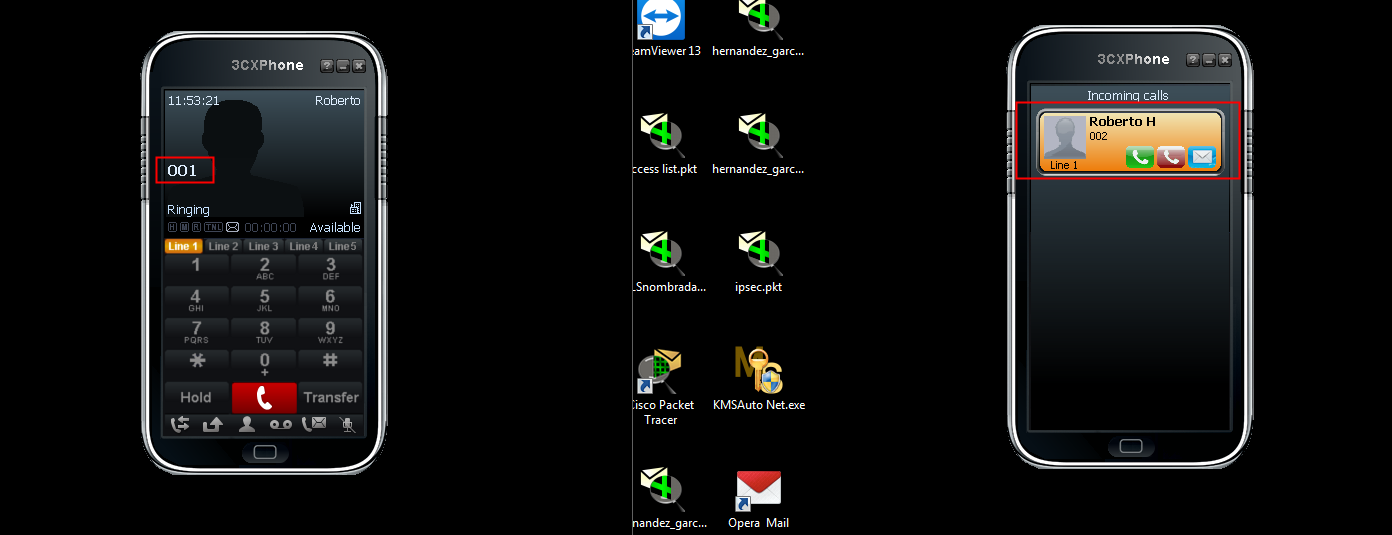 3CXPhone
11:53:21 Roberto
001
Ringing
H M R TNL 00:00:00 Available
Line 1 Line 2 Line 3 Line 4 Line5
1 2 3
ABC DEF
4 5 6
GHI JKL MNO
7 8 9
PQRS TUV WXYZ
* 0 #
+
Hold Transfer
eamViewer 13 hernandez_garc...
ccess list.pkt hernandez_garc...
LSnombrada... ipsec.pkt
Cisco Packet KMSAuto Net.exe
Tracer
nandez_garc... Opera Mail
3CXPhone
Incoming calls
Roberto H
002
Line 1